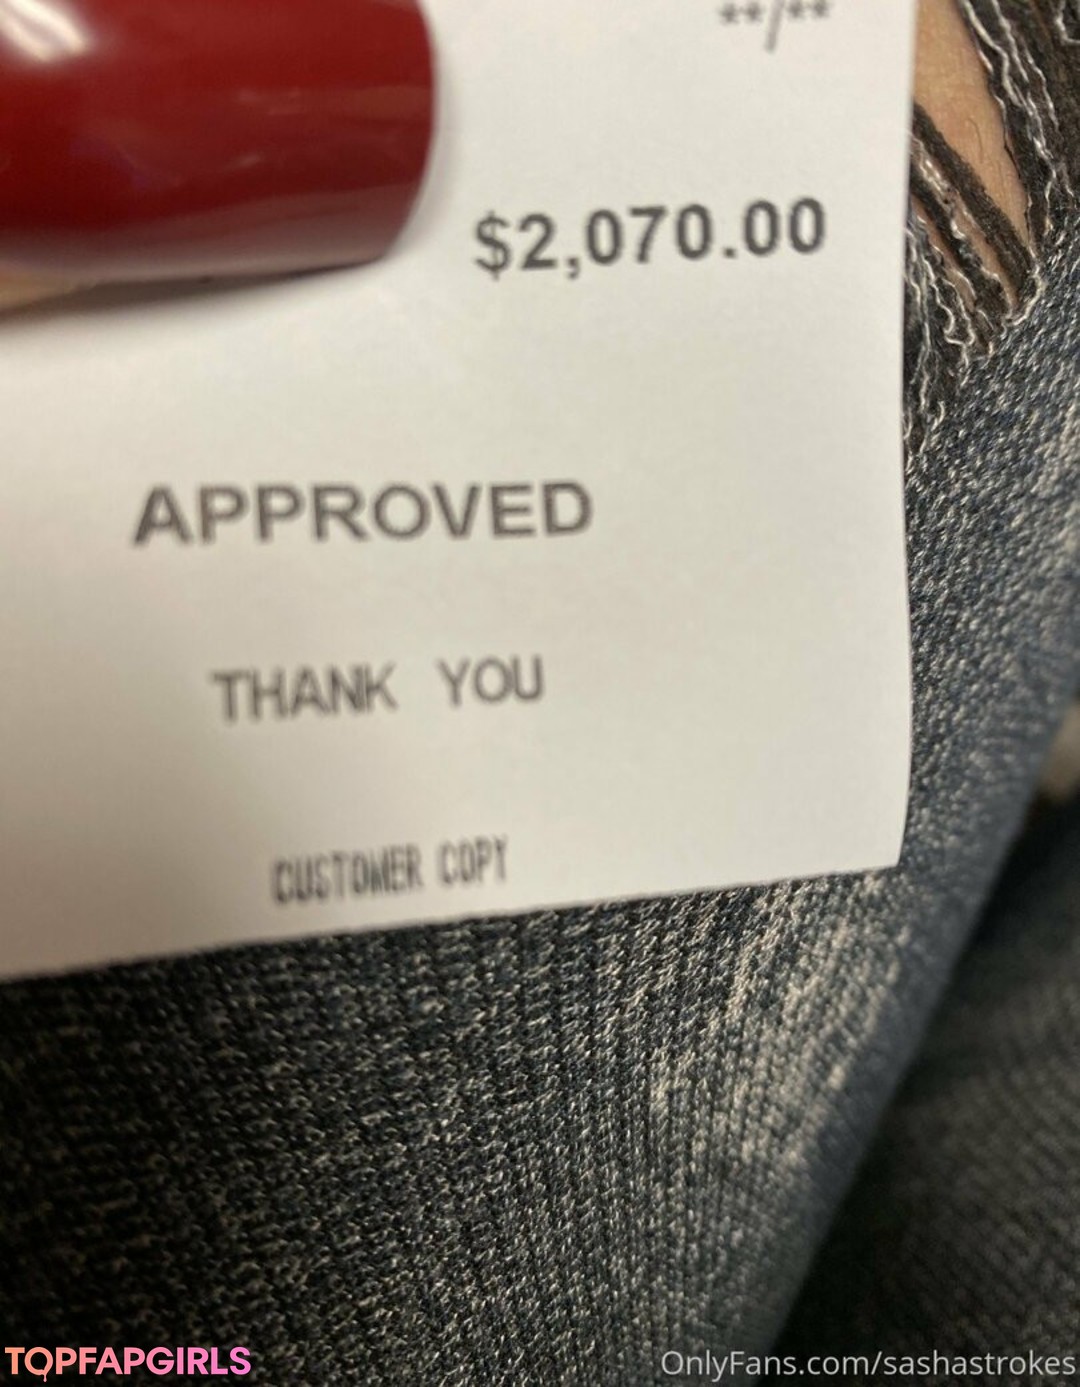 **/**
$2,070.00
APPROVED
THANK YOU
CUSTOMER COPY
TOPFAPGIRLS
OnlyFans.com/sashastrokes